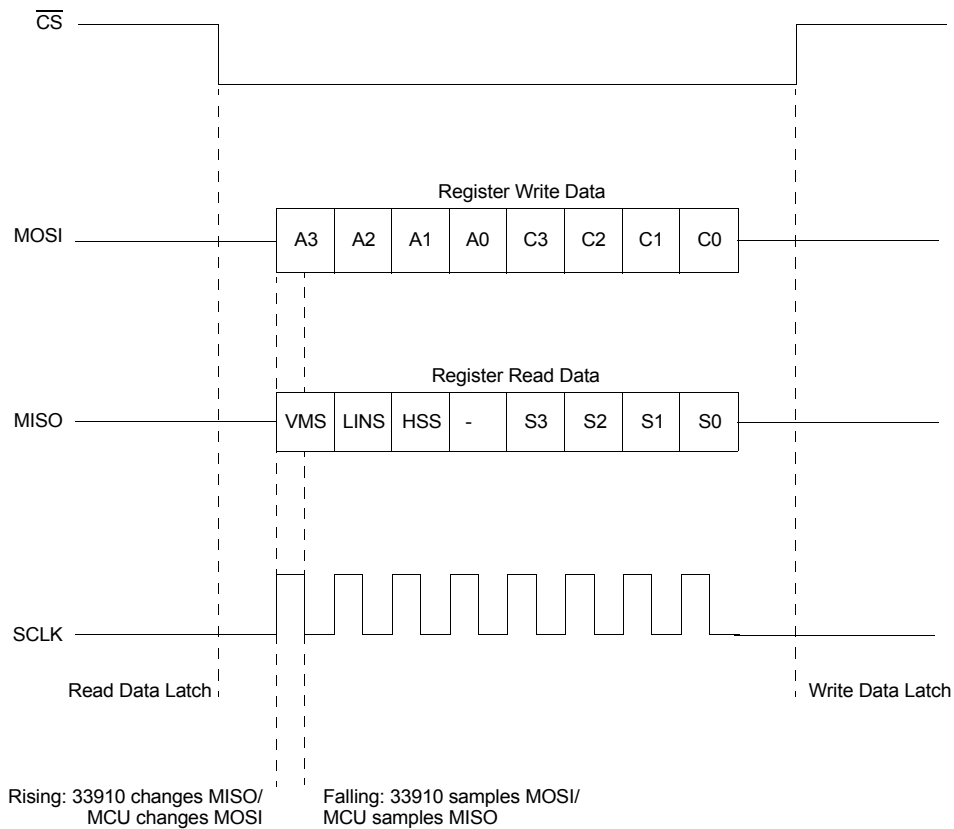 CS
Register Write Data
MOSI
A3 A2 A1 A0 C3 C2 C1 C0
Register Read Data
MISO
VMS LINS HSS - S3 S2 S1 S0
SCLK
Read Data Latch
Write Data Latch
Rising: 33910 changes MISO/
MCU changes MOSI
Falling: 33910 samples MOSI/
MCU samples MISO